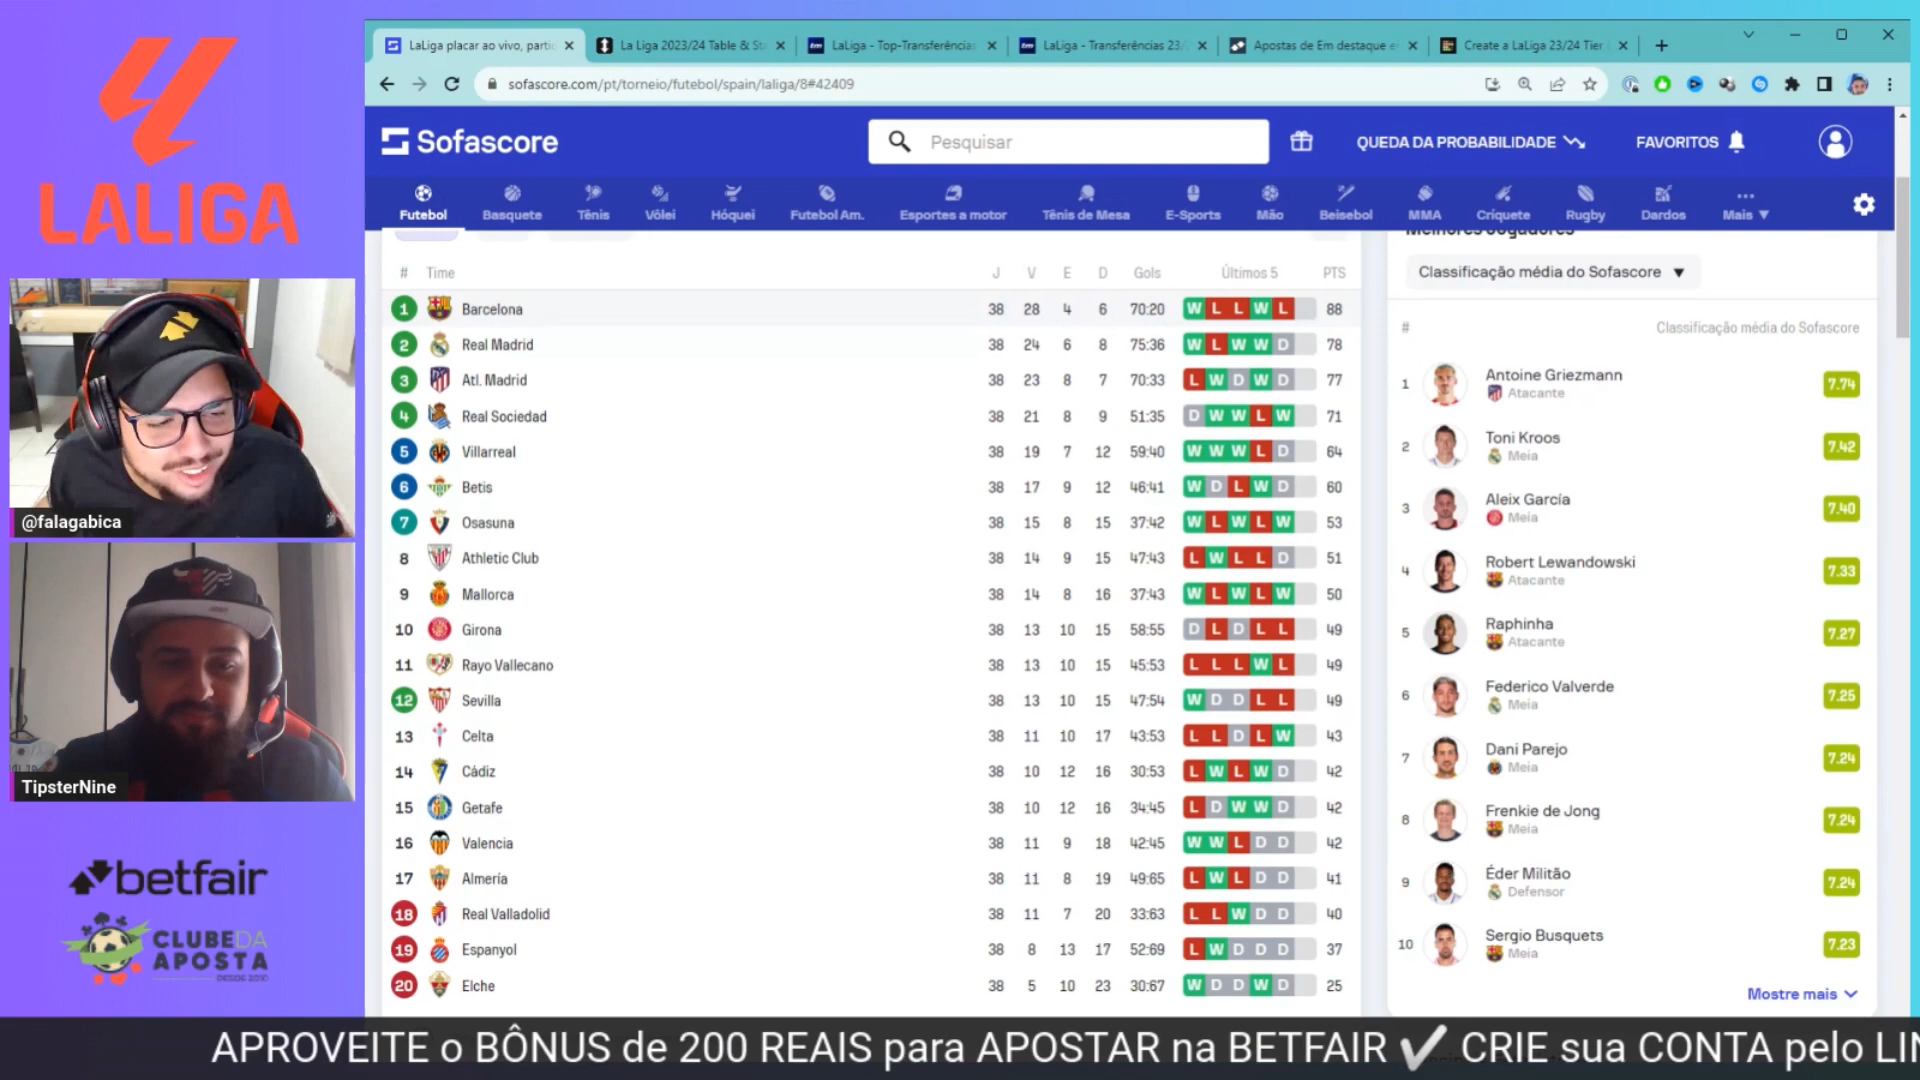 LALIGA
@falagabica
TipsterNine
betfair
CLUBEDA
APOSTA
DESDE 2010
LaLiga placar ao vivo, parti
La Liga 2023/24 Table & St
LaLiga - Top-Transferências
LaLiga - Transferências 23/
Apostas de Em destaque e
Create a LaLiga 23/24 Tier
sofascore.com/pt/torneio/futebol/spain/laliga/8#42409
Sofascore
Pesquisar
QUEDA DA PROBABILIDADE
FAVORITOS
Futebol Basquete Tênis Vôlei Hóquei Futebol Am. Esportes a motor Tênis de Mesa E-Sports Mão Beisebol MMA Críquete Rugby Dardos Mais ▼
# Time J V E D Gols Últimos 5 PTS
1 Barcelona 38 28 4 6 70:20 W L L W L 88
2 Real Madrid 38 24 6 8 75:36 W L W W D 78
3 Atl. Madrid 38 23 8 7 70:33 L W D W D 77
4 Real Sociedad 38 21 8 9 51:35 D W W L W 71
5 Villarreal 38 19 7 12 59:40 W W W L D 64
6 Betis 38 17 9 12 46:41 W D L W D 60
7 Osasuna 38 15 8 15 37:42 W L W L W 53
8 Athletic Club 38 14 9 15 47:43 L W L L D 51
9 Mallorca 38 14 8 16 37:43 W L W L W 50
10 Girona 38 13 10 15 58:55 D L D L L 49
11 Rayo Vallecano 38 13 10 15 45:53 L L L W L 49
12 Sevilla 38 13 10 15 47:54 W D D L L 49
13 Celta 38 11 10 17 43:53 L L D L W 43
14 Cádiz 38 10 12 16 30:53 L W L W D 42
15 Getafe 38 10 12 16 34:45 L D W W D 42
16 Valencia 38 11 9 18 42:45 W W L D D 42
17 Almería 38 11 8 19 49:65 L W L D D 41
18 Real Valladolid 38 11 7 20 33:63 L L W D D 40
19 Espanyol 38 8 13 17 52:69 L W D D D 37
20 Elche 38 5 10 23 30:67 W D D W D 25
Melhores Jogadores
Classificação média do Sofascore ▼
# Classificação média do Sofascore
1 Antoine Griezmann 7.74
Atacante
2 Toni Kroos 7.42
Meia
3 Aleix García 7.40
Meia
4 Robert Lewandowski 7.33
Atacante
5 Raphinha 7.27
Atacante
6 Federico Valverde 7.25
Meia
7 Dani Parejo 7.24
Meia
8 Frenkie de Jong 7.24
Meia
9 Éder Militão 7.24
Defensor
10 Sergio Busquets 7.23
Meia
Mostre mais
APROVEITE o BÔNUS de 200 REAIS para APOSTAR na BETFAIR ✔ CRIE sua CONTA pelo LIN